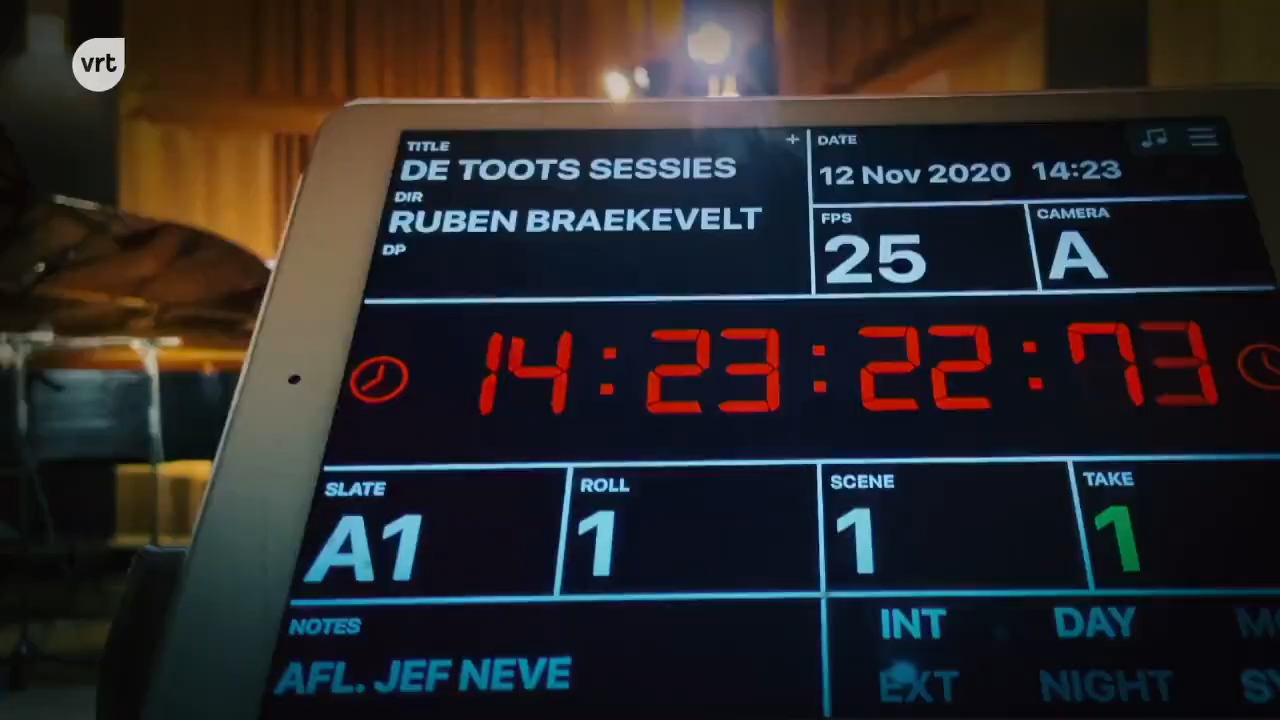 vrt
TITLE
DE TOOTS SESSIES
DIR
RUBEN BRAEKEVELT
DP
DATE
12 Nov 2020 14:23
FPS
25
CAMERA
A
14:23:22:73
SLATE
A1
ROLL
1
SCENE
1
TAKE
1
NOTES
AFL. JEF NEVE
INT DAY
EXT NIGHT